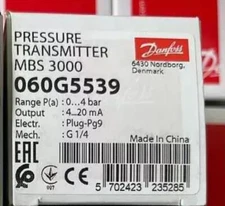 PRESSURE
TRANSMITTER
MBS 3000
Danfoss
6430 Nordborg,
Denmark
060G5539
Range P(a) : 0...4 bar
Output : 4...20 mA
Electr. : Plug-Pg9
Mech. : G 1/4
Made in China
5 702423 235285